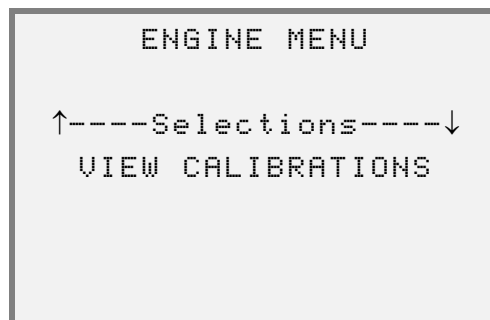 ENGINE MENU
↑----Selections----↓
VIEW CALIBRATIONS